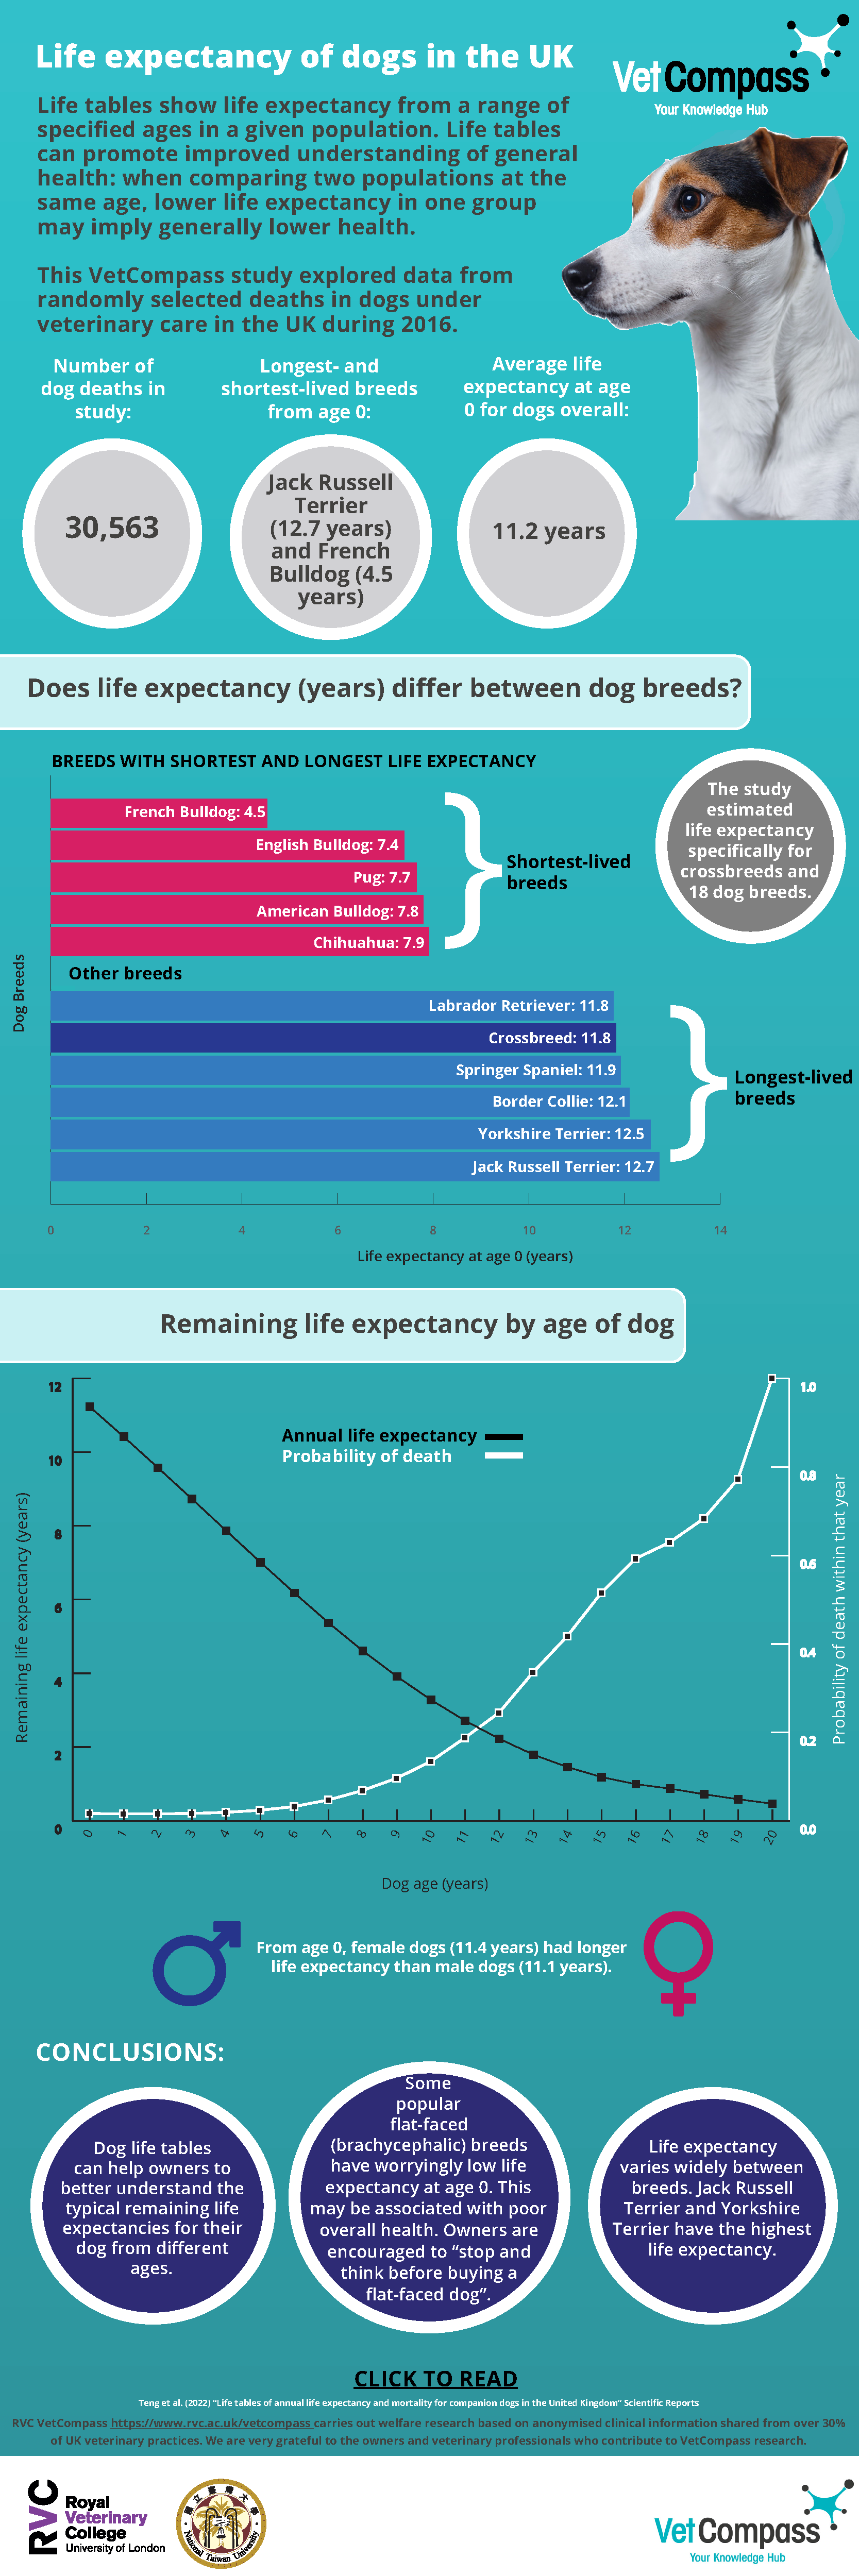 Life expectancy of dogs in the UK
VetCompass
Your Knowledge Hub
Life tables show life expectancy from a range of
specified ages in a given population. Life tables
can promote improved understanding of general
health: when comparing two populations at the
same age, lower life expectancy in one group
may imply generally lower health.
This VetCompass study explored data from
randomly selected deaths in dogs under
veterinary care in the UK during 2016.
Number of
dog deaths in
study:
30,563
Longest- and
shortest-lived breeds
from age 0:
Jack Russell
Terrier
(12.7 years)
and French
Bulldog (4.5
years)
Average life
expectancy at age
0 for dogs overall:
11.2 years
Does life expectancy (years) differ between dog breeds?
BREEDS WITH SHORTEST AND LONGEST LIFE EXPECTANCY
The study
estimated
life expectancy
specifically for
crossbreeds and
18 dog breeds.
Dog Breeds
French Bulldog: 4.5
English Bulldog: 7.4
Pug: 7.7
American Bulldog: 7.8
Chihuahua: 7.9
Shortest-lived
breeds
Other breeds
Labrador Retriever: 11.8
Crossbreed: 11.8
Springer Spaniel: 11.9
Border Collie: 12.1
Yorkshire Terrier: 12.5
Jack Russell Terrier: 12.7
Longest-lived
breeds
0 2 4 6 8 10 12 14
Life expectancy at age 0 (years)
Remaining life expectancy by age of dog
Remaining life expectancy (years)
12
10
8
6
4
2
0
Annual life expectancy
Probability of death
1.0
0.8
0.6
0.4
0.2
0.0
Probability of death within that year
0 1 2 3 4 5 6 7 8 9 10 11 12 13 14 15 16 17 18 19 20
Dog age (years)
From age 0, female dogs (11.4 years) had longer
life expectancy than male dogs (11.1 years).
CONCLUSIONS:
Dog life tables
can help owners to
better understand the
typical remaining life
expectancies for their
dog from different
ages.
Some
popular
flat-faced
(brachycephalic) breeds
have worryingly low life
expectancy at age 0. This
may be associated with poor
overall health. Owners are
encouraged to “stop and
think before buying a
flat-faced dog”.
Life expectancy
varies widely between
breeds. Jack Russell
Terrier and Yorkshire
Terrier have the highest
life expectancy.
CLICK TO READ
Teng et al. (2022) “Life tables of annual life expectancy and mortality for companion dogs in the United Kingdom” Scientific Reports
RVC VetCompass https://www.rvc.ac.uk/vetcompass carries out welfare research based on anonymised clinical information shared from over 30%
of UK veterinary practices. We are very grateful to the owners and veterinary professionals who contribute to VetCompass research.
RVC
Royal
Veterinary
College
University of London
國立臺灣大學
National Taiwan University
VetCompass
Your Knowledge Hub